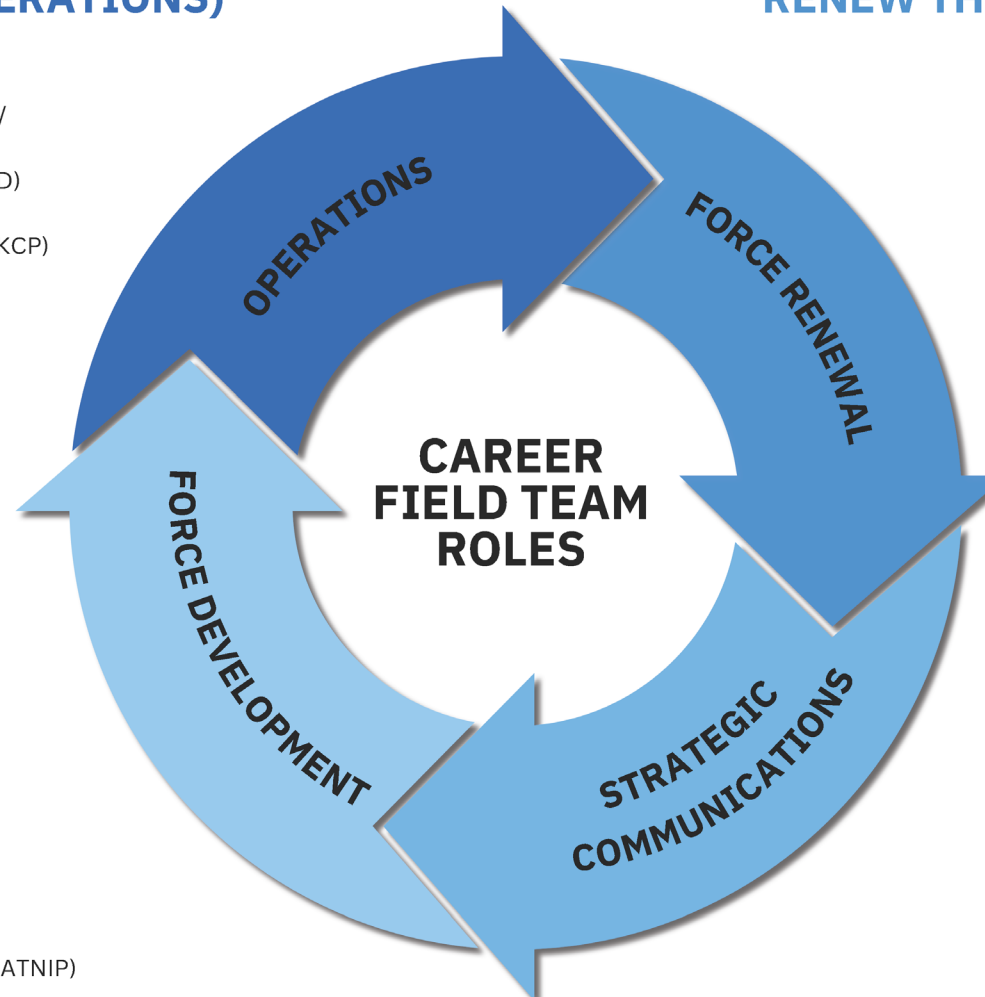 ERATIONS)
RENEW TH
/
D)
KCP)
OPERATIONS
FORCE RENEWAL
CAREER
FIELD TEAM
ROLES
FORCE DEVELOPMENT
STRATEGIC
COMMUNICATIONS
ATNIP)